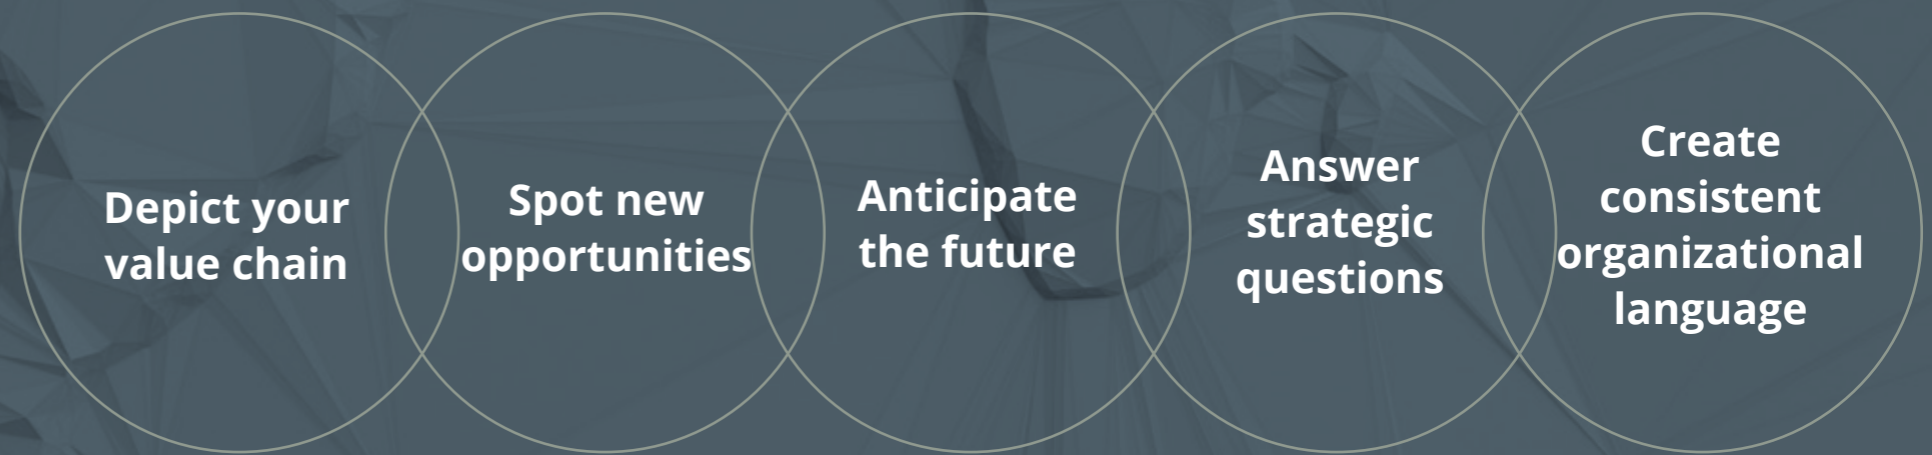 Depict your
value chain
Spot new
opportunities
Anticipate
the future
Answer
strategic
questions
Create
consistent
organizational
language